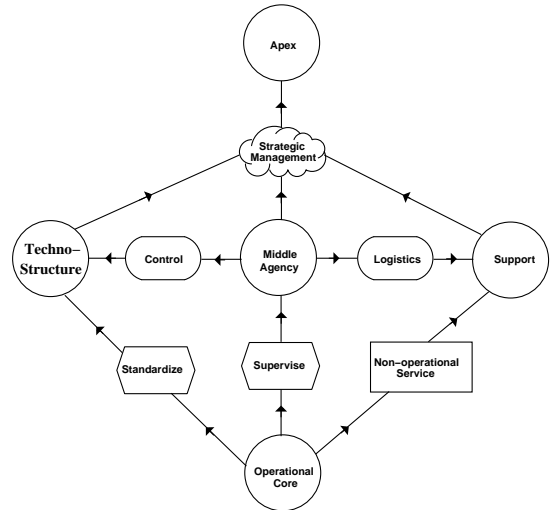 Apex
Strategic
Management
Techno−
Structure
Control
Middle
Agency
Logistics
Support
Standardize
Supervise
Non−operational
Service
Operational
Core